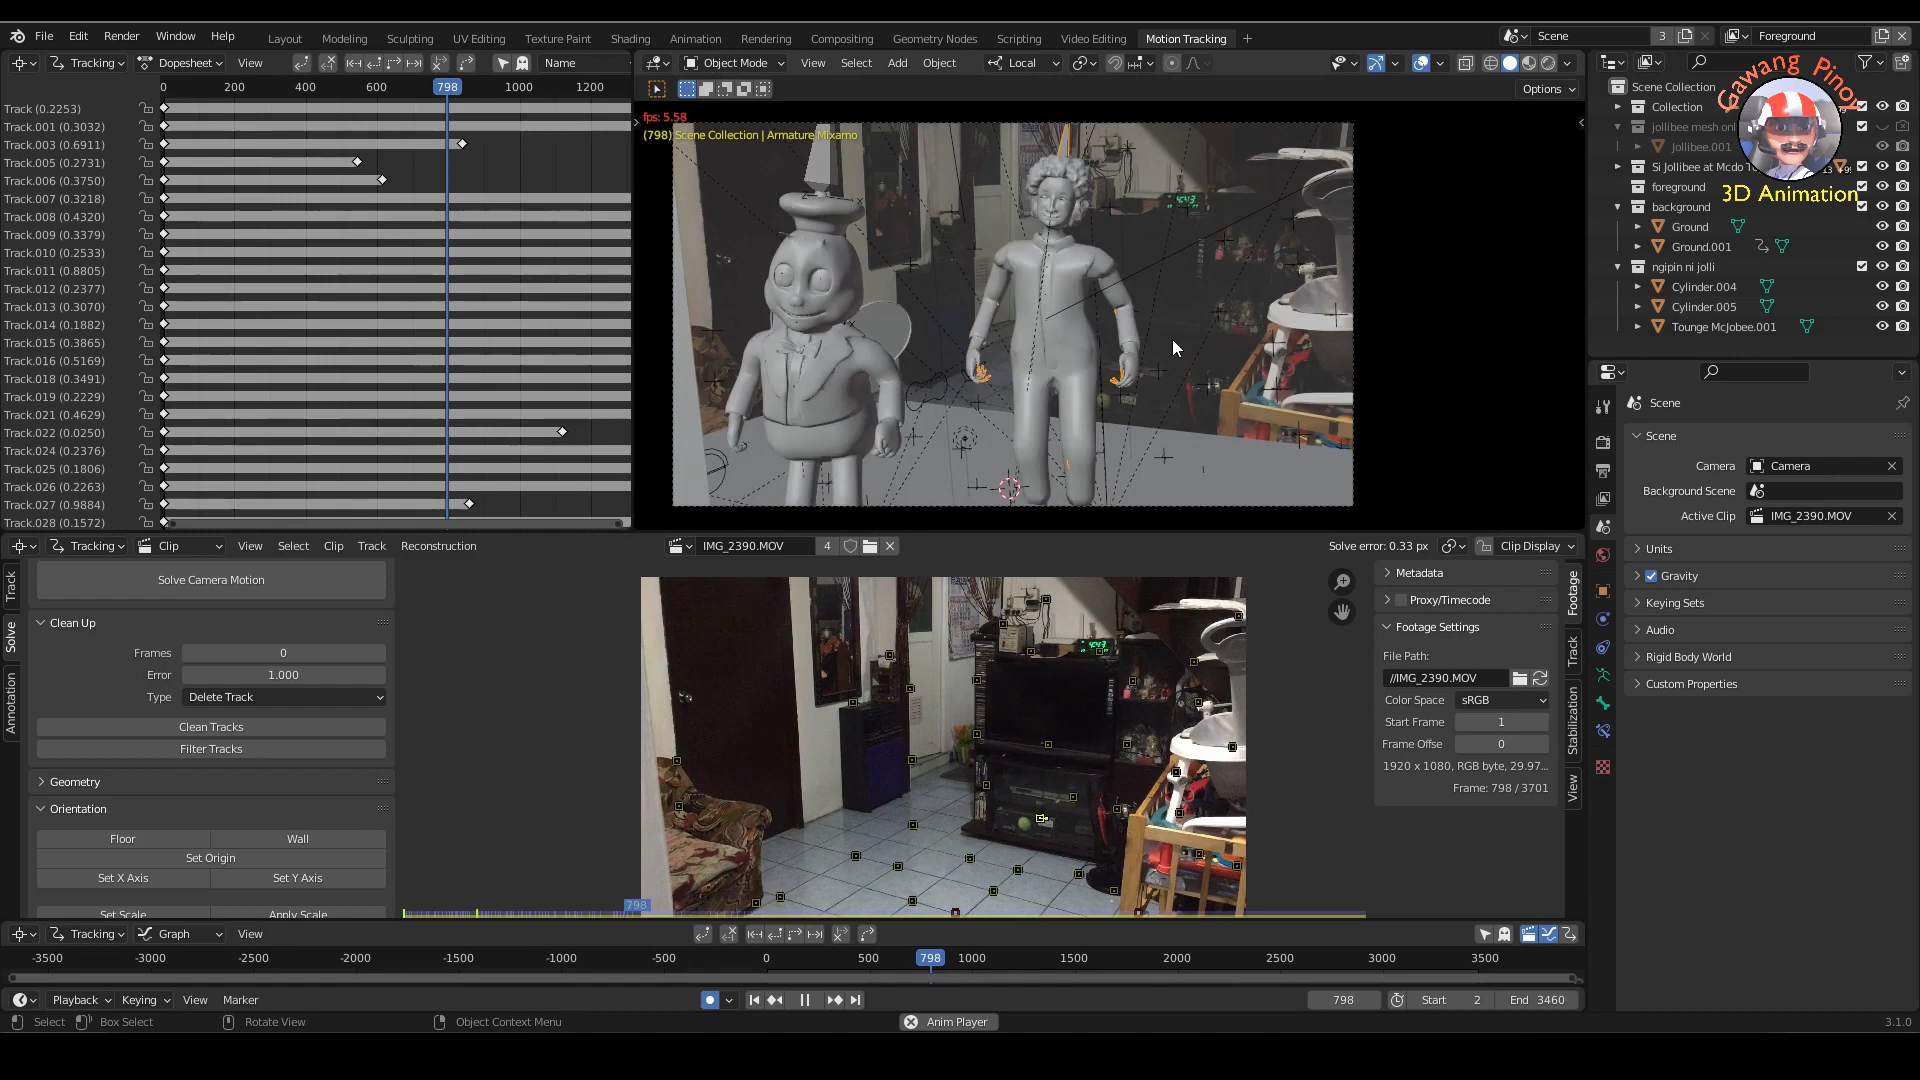 File Edit Render Window Help Layout Modeling Sculpting UV Editing Texture Paint Shading Animation Rendering Compositing Geometry Nodes Scripting Video Editing Motion Tracking + Scene 3 Foreground
Tracking Dopesheet View Name
0 200 400 600 798 1000 1200
Track (0.2253)
Track.001 (0.3032)
Track.003 (0.6911)
Track.005 (0.2731)
Track.006 (0.3750)
Track.007 (0.3218)
Track.008 (0.4320)
Track.009 (0.3379)
Track.010 (0.2533)
Track.011 (0.8805)
Track.012 (0.2377)
Track.013 (0.3070)
Track.014 (0.1882)
Track.015 (0.3865)
Track.016 (0.5169)
Track.018 (0.3491)
Track.019 (0.2229)
Track.021 (0.4629)
Track.022 (0.0250)
Track.024 (0.2376)
Track.025 (0.1806)
Track.026 (0.2263)
Track.027 (0.9884)
Track.028 (0.1572)
Object Mode View Select Add Object Local
Options
fps: 5.58
(798) Scene Collection | Armature Mixamo
Scene Collection
Collection
jollibee mesh onl
Jollibee.001
Si Jollibee at Mcdo T
foreground
background
Ground
Ground.001
ngipin ni jolli
Cylinder.004
Cylinder.005
Tounge McJobee.001
Gawang Pinoy
3D Animation
Scene
Scene
Camera Camera
Background Scene
Active Clip IMG_2390.MOV
Units
Gravity
Keying Sets
Audio
Rigid Body World
Custom Properties
Tracking Clip View Select Clip Track Reconstruction IMG_2390.MOV 4 Solve error: 0.33 px Clip Display
Track
Solve
Annotation
Solve Camera Motion
Clean Up
Frames 0
Error 1.000
Type Delete Track
Clean Tracks
Filter Tracks
Geometry
Orientation
Floor Wall
Set Origin
Set X Axis Set Y Axis
Set Scale Apply Scale
798
Metadata
Proxy/Timecode
Footage Settings
File Path:
//IMG_2390.MOV
Color Space sRGB
Start Frame 1
Frame Offse 0
1920 x 1080, RGB byte, 29.97...
Frame: 798 / 3701
Footage
Track
Stabilization
View
Tracking Graph View
-3500 -3000 -2500 -2000 -1500 -1000 -500 0 500 798 1000 1500 2000 2500 3000 3500
Playback Keying View Marker 798 Start 2 End 3460
Select Box Select Rotate View Object Context Menu Anim Player 3.1.0